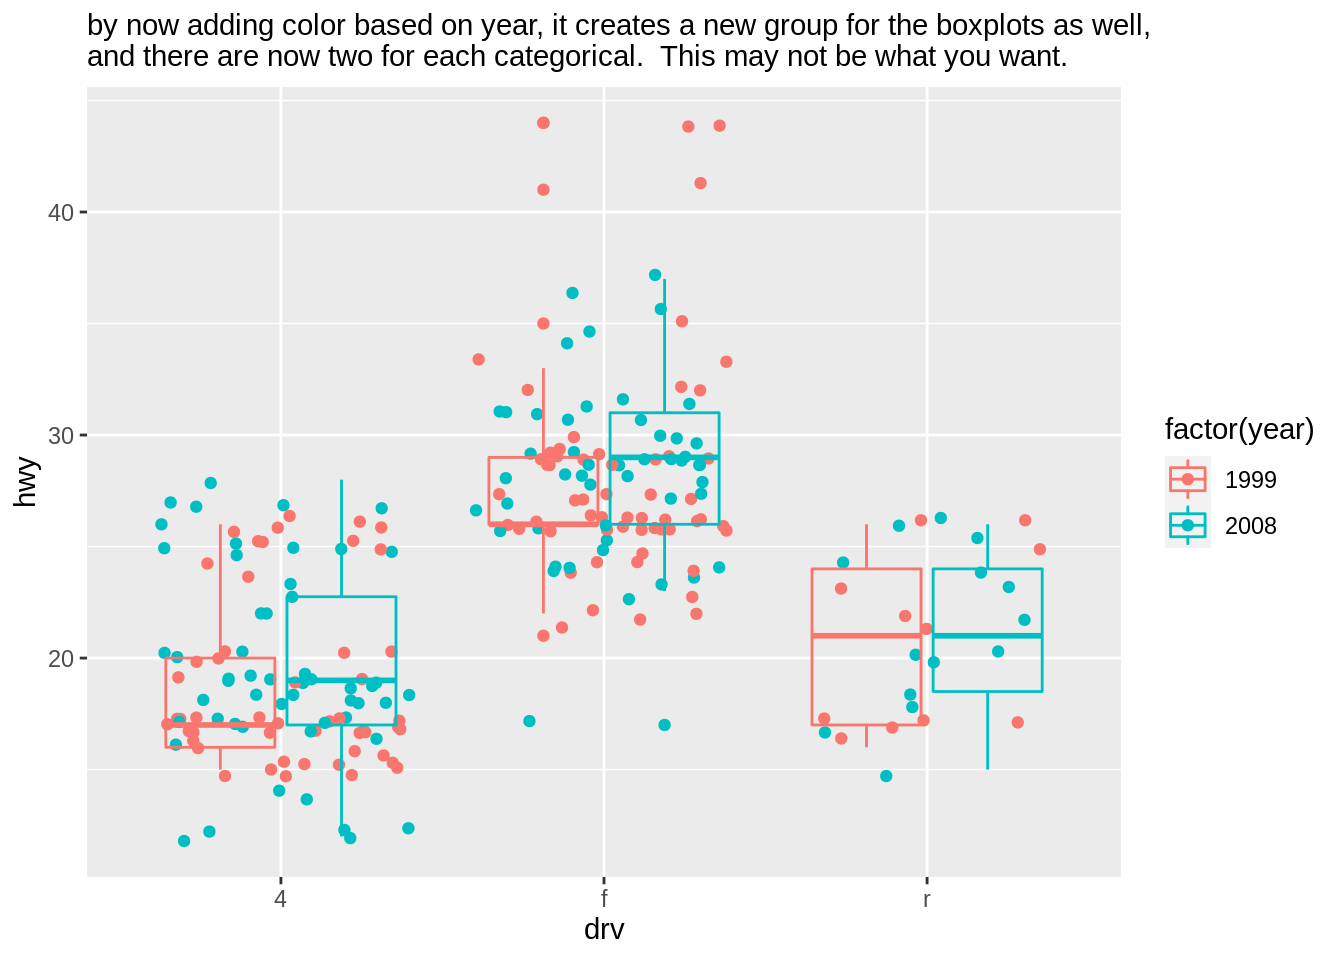 by now adding color based on year, it creates a new group for the boxplots as well,
and there are now two for each categorical.  This may not be what you want.
40
30
20
hwy
4 f r
drv
factor(year)
1999
2008